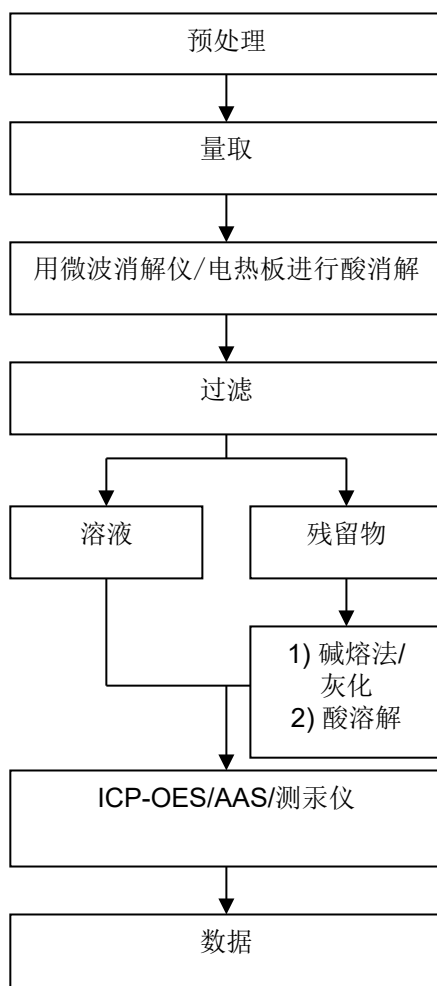 预处理
量取
用微波消解仪/电热板进行酸消解
过滤
溶液
残留物
1) 碱熔法/
灰化
2) 酸溶解
ICP-OES/AAS/测汞仪
数据